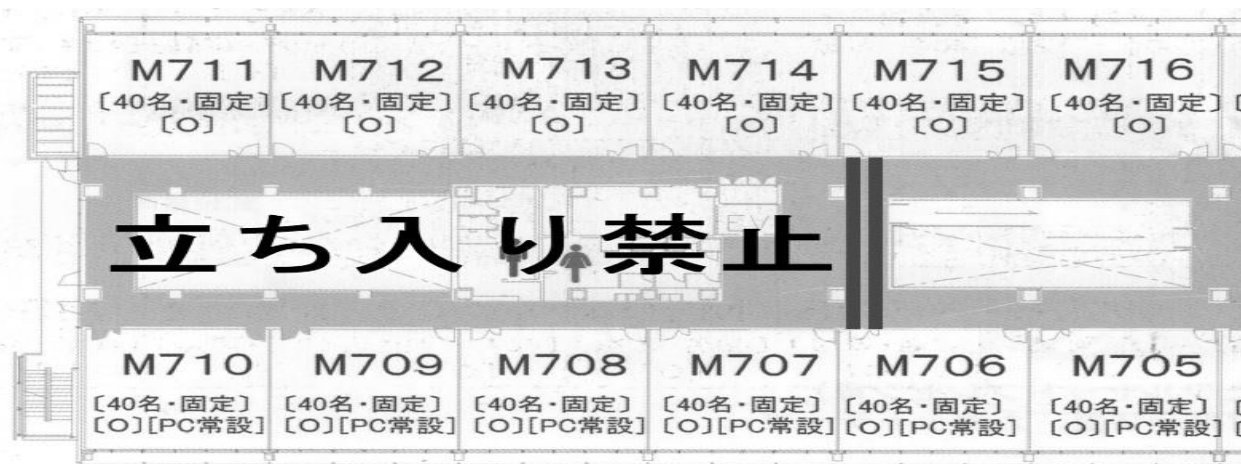 M711 M712 M713 M714 M715 M716
〔40名・固定〕 〔40名・固定〕 〔40名・固定〕 〔40名・固定〕 〔40名・固定〕 〔40名・固定〕
〔O〕 〔O〕 〔O〕 〔O〕 〔O〕 〔O〕
EV
立ち入り禁止
M710 M709 M708 M707 M706 M705
〔40名・固定〕 〔40名・固定〕 〔40名・固定〕 〔40名・固定〕 〔40名・固定〕 〔40名・固定〕
〔O〕[PC常設] 〔O〕[PC常設] 〔O〕[PC常設] 〔O〕[PC常設] 〔O〕[PC常設] 〔O〕[PC常設]